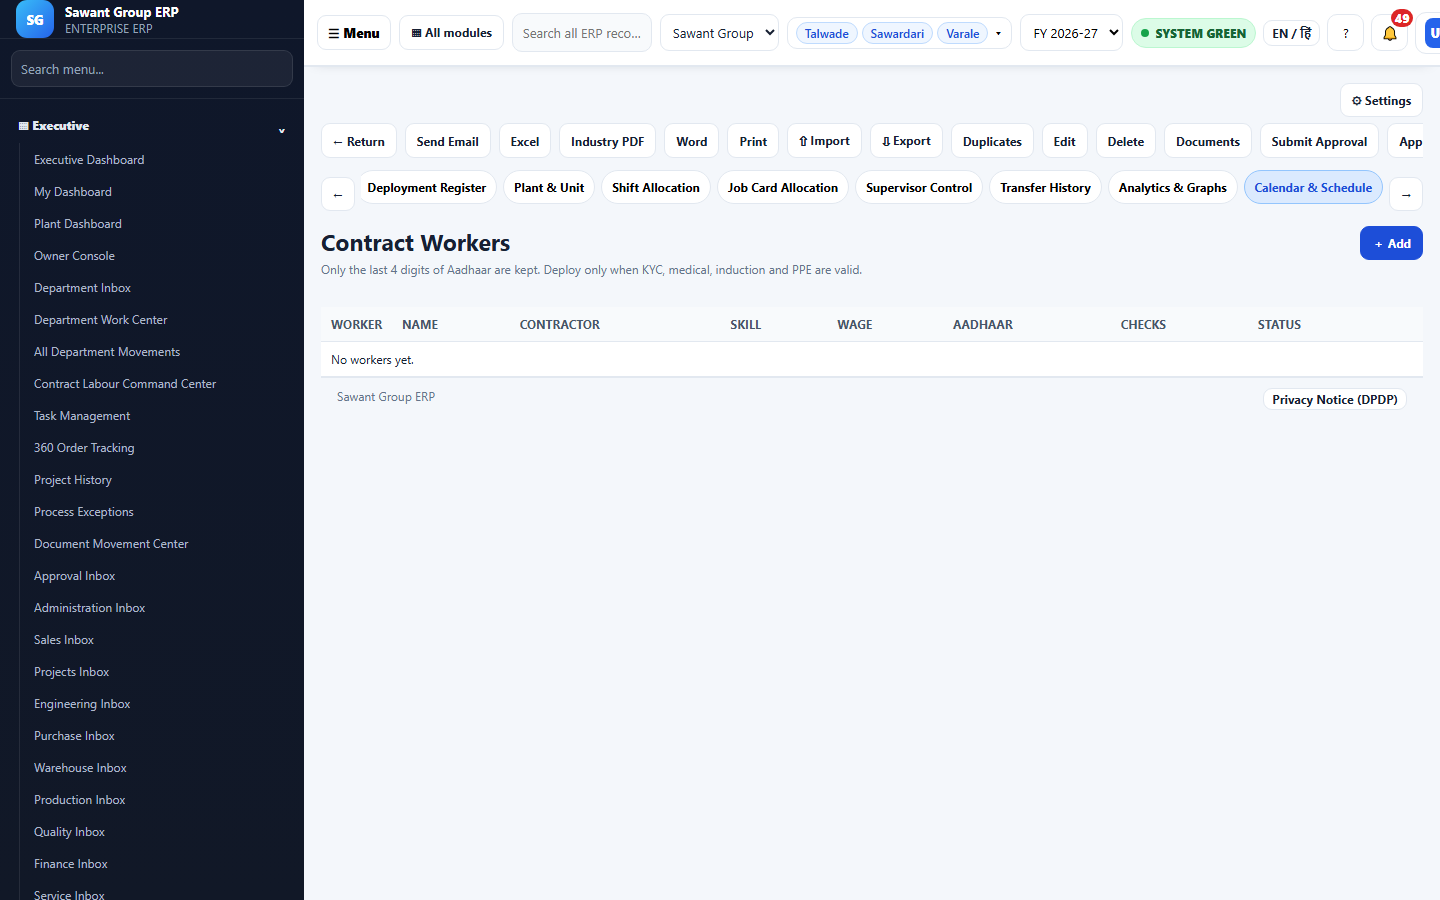 SG
Sawant Group ERP
ENTERPRISE ERP
Search menu...
Executive
Executive Dashboard
My Dashboard
Plant Dashboard
Owner Console
Department Inbox
Department Work Center
All Department Movements
Contract Labour Command Center
Task Management
360 Order Tracking
Project History
Process Exceptions
Document Movement Center
Approval Inbox
Administration Inbox
Sales Inbox
Projects Inbox
Engineering Inbox
Purchase Inbox
Warehouse Inbox
Production Inbox
Quality Inbox
Finance Inbox
Service Inbox
☰ Menu
All modules
Search all ERP reco...
Sawant Group
Talwade
Sawardari
Varale
FY 2026-27
SYSTEM GREEN
EN / हिं
?
49
U
Settings
← Return
Send Email
Excel
Industry PDF
Word
Print
⇧ Import
⇩ Export
Duplicates
Edit
Delete
Documents
Submit Approval
App
←
Deployment Register
Plant & Unit
Shift Allocation
Job Card Allocation
Supervisor Control
Transfer History
Analytics & Graphs
Calendar & Schedule
→
Contract Workers
+ Add
Only the last 4 digits of Aadhaar are kept. Deploy only when KYC, medical, induction and PPE are valid.
WORKER NAME CONTRACTOR SKILL WAGE AADHAAR CHECKS STATUS
No workers yet.
Sawant Group ERP
Privacy Notice (DPDP)